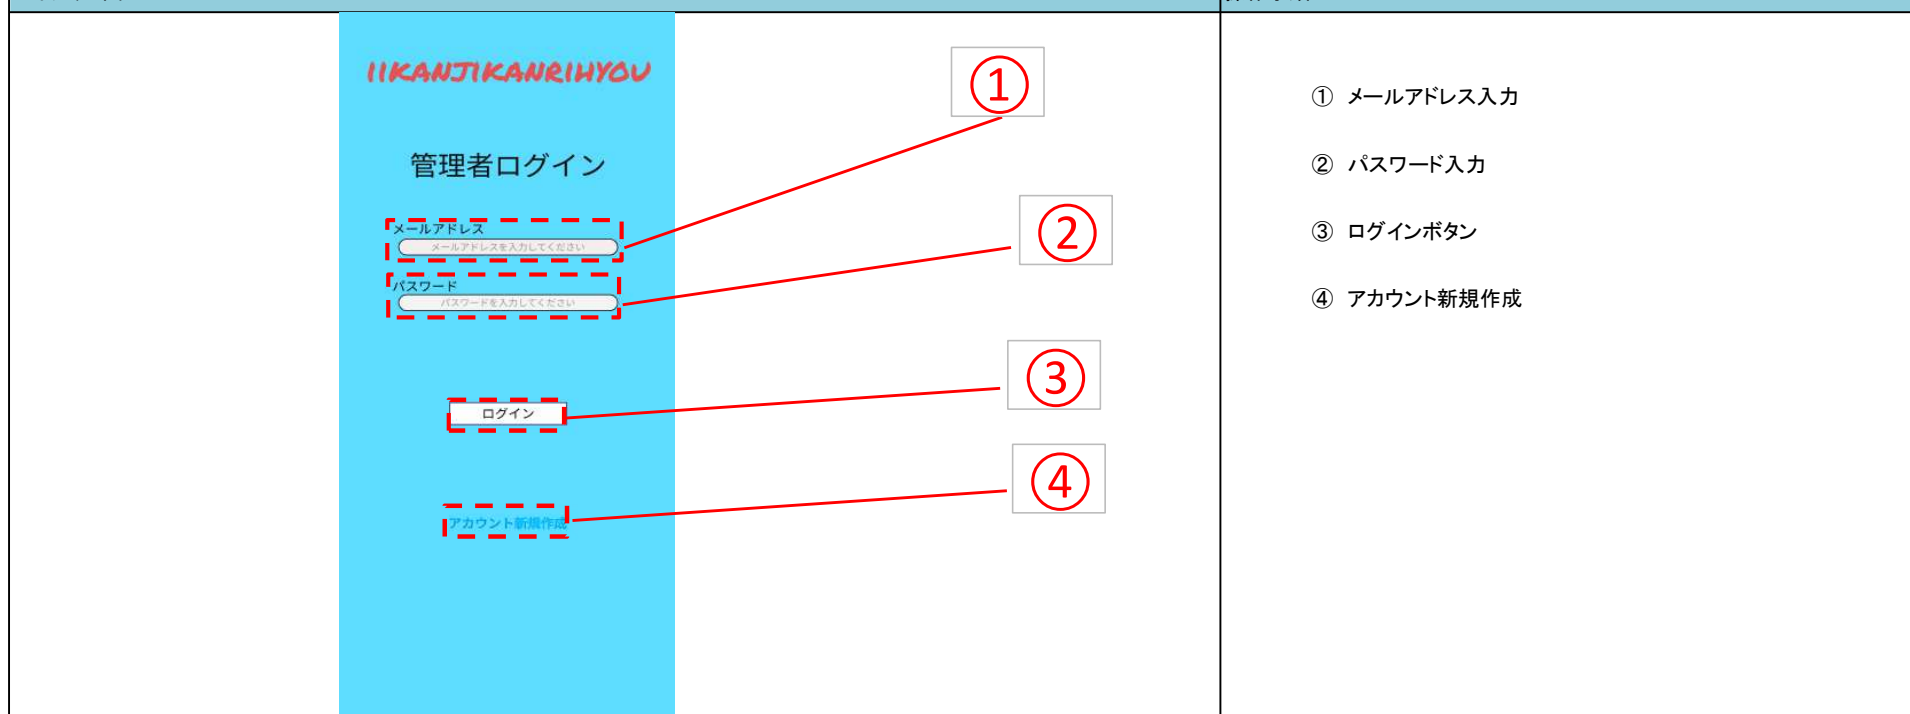 IIKANJIKANRIHYOU
管理者ログイン
メールアドレス
メールアドレスを入力してください
パスワード
パスワードを入力してください
ログイン
アカウント新規作成
①
②
③
④
① メールアドレス入力
② パスワード入力
③ ログインボタン
④ アカウント新規作成